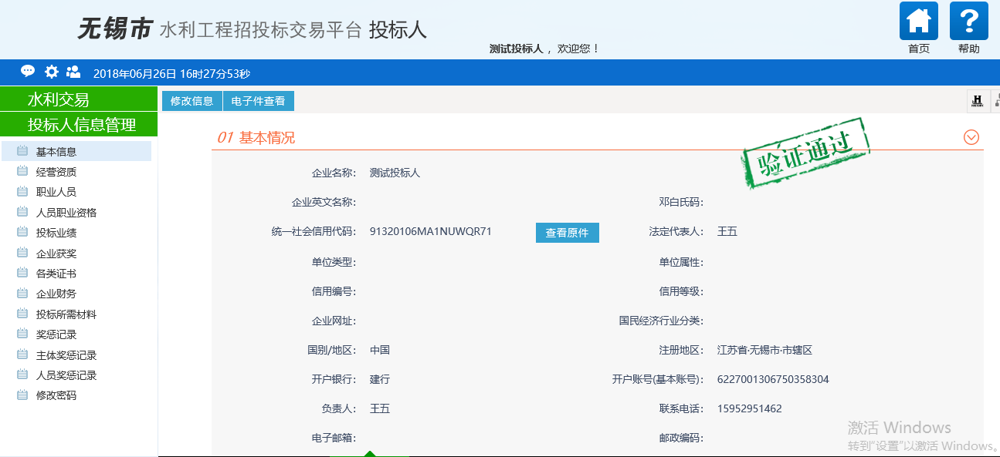 无锡市 水利工程招投标交易平台 投标人
测试投标人 ，欢迎您！
首页 帮助
2018年06月26日 16时27分53秒
水利交易
投标人信息管理
基本信息
经营资质
职业人员
人员职业资格
投标业绩
企业获奖
各类证书
企业财务
投标所需材料
奖惩记录
主体奖惩记录
人员奖惩记录
修改密码
修改信息 电子件查看
01 基本情况
验证通过
企业名称： 测试投标人
企业英文名称： 邓白氏码：
统一社会信用代码： 91320106MA1NUWQR71 查看原件 法定代表人： 王五
单位类型： 单位属性：
信用编号： 信用等级：
企业网址： 国民经济行业分类：
国别/地区： 中国 注册地区： 江苏省·无锡市·市辖区
开户银行： 建行 开户账号(基本账号)： 6227001306750358304
负责人： 王五 联系电话： 15952951462
电子邮箱： 邮政编码：
激活 Windows
转到"设置"以激活 Windows。